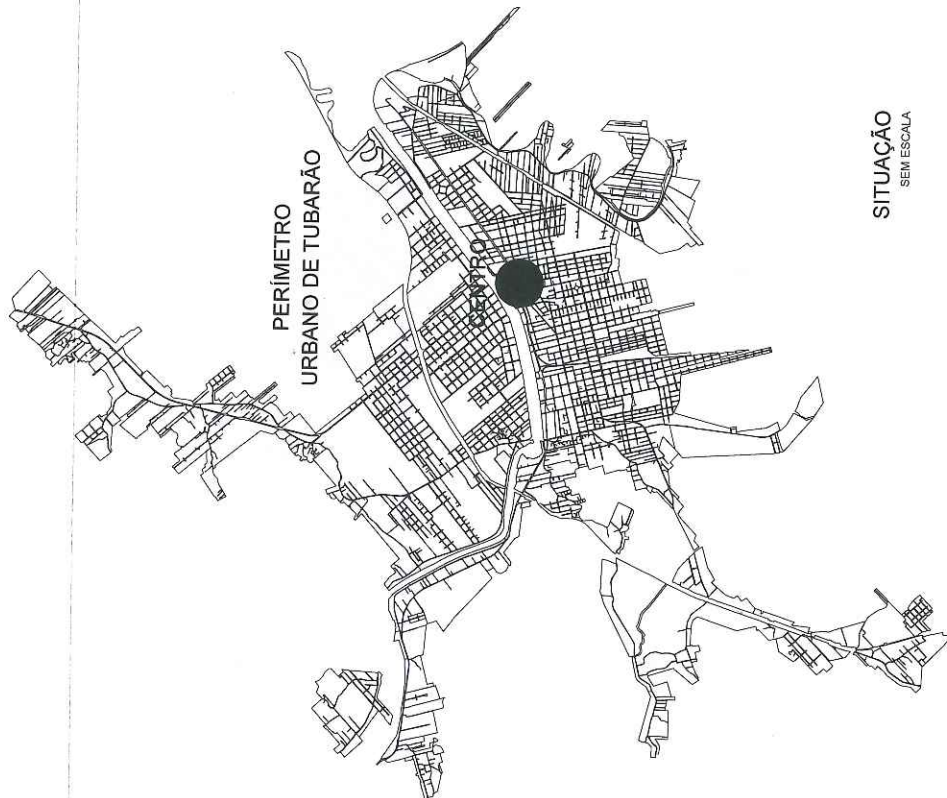 PERÍMETRO
URBANO DE TUBARÃO
CENTRO
SITUAÇÃO
SEM ESCALA